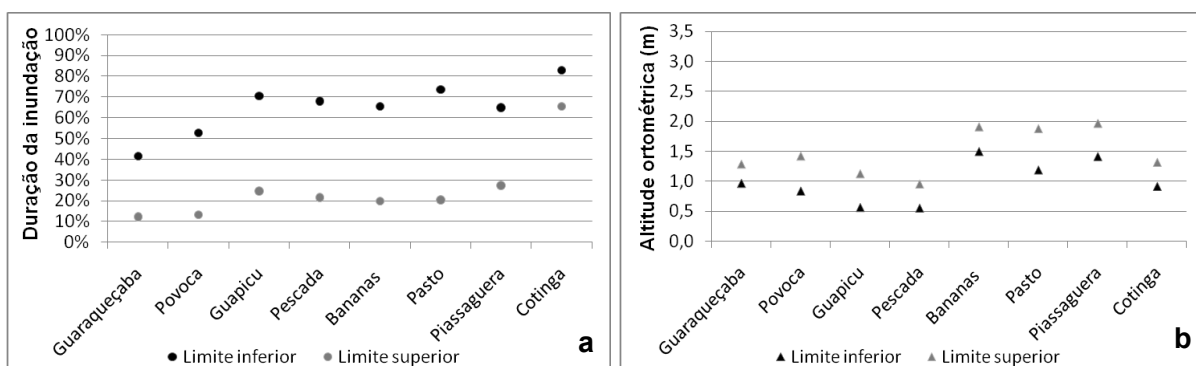 Duração da inundação
100%
90%
80%
70%
60%
50%
40%
30%
20%
10%
0%
Guaraqueçaba
Povoca
Guapicu
Pescada
Bananas
Pasto
Piassaguera
Cotinga
Limite inferior
Limite superior
a
Altitude ortométrica (m)
3,5
3,0
2,5
2,0
1,5
1,0
0,5
0,0
Guaraqueçaba
Povoca
Guapicu
Pescada
Bananas
Pasto
Piassaguera
Cotinga
Limite inferior
Limite superior
b